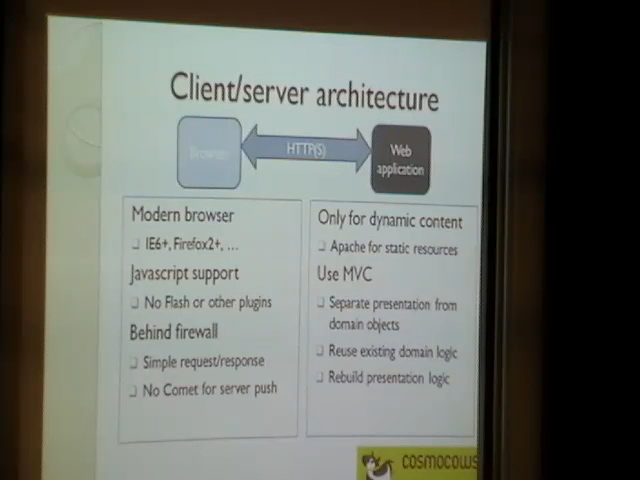 Client/server architecture
Browser
HTTP(S)
Web
application
Modern browser
IE6+, Firefox2+, ...
Javascript support
No Flash or other plugins
Behind firewall
Simple request/response
No Comet for server push
Only for dynamic content
Apache for static resources
Use MVC
Separate presentation from
domain objects
Reuse existing domain logic
Rebuild presentation logic
cosmocows